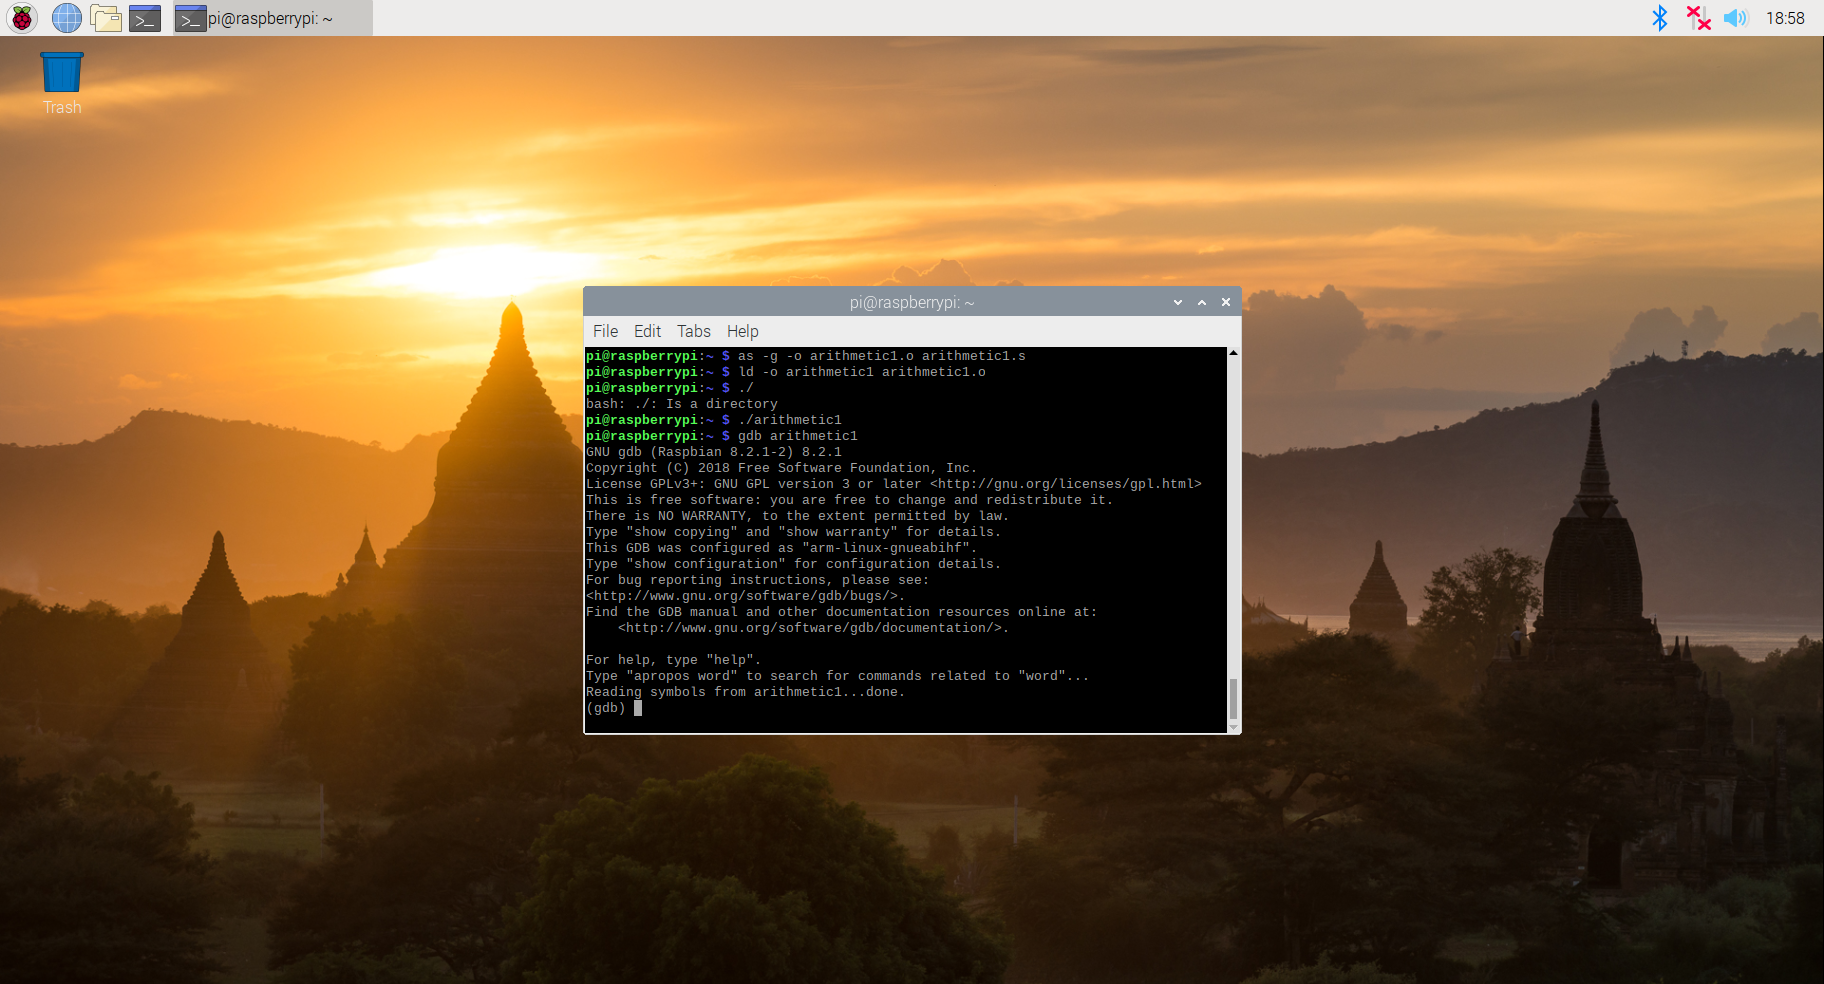 pi@raspberrypi: ~
18:58
Trash
pi@raspberrypi: ~
File Edit Tabs Help
pi@raspberrypi:~ $ as -g -o arithmetic1.o arithmetic1.s
pi@raspberrypi:~ $ ld -o arithmetic1 arithmetic1.o
pi@raspberrypi:~ $ ./
bash: ./: Is a directory
pi@raspberrypi:~ $ ./arithmetic1
pi@raspberrypi:~ $ gdb arithmetic1
GNU gdb (Raspbian 8.2.1-2) 8.2.1
Copyright (C) 2018 Free Software Foundation, Inc.
License GPLv3+: GNU GPL version 3 or later <http://gnu.org/licenses/gpl.html>
This is free software: you are free to change and redistribute it.
There is NO WARRANTY, to the extent permitted by law.
Type "show copying" and "show warranty" for details.
This GDB was configured as "arm-linux-gnueabihf".
Type "show configuration" for configuration details.
For bug reporting instructions, please see:
<http://www.gnu.org/software/gdb/bugs/>.
Find the GDB manual and other documentation resources online at:
    <http://www.gnu.org/software/gdb/documentation/>.

For help, type "help".
Type "apropos word" to search for commands related to "word"...
Reading symbols from arithmetic1...done.
(gdb)